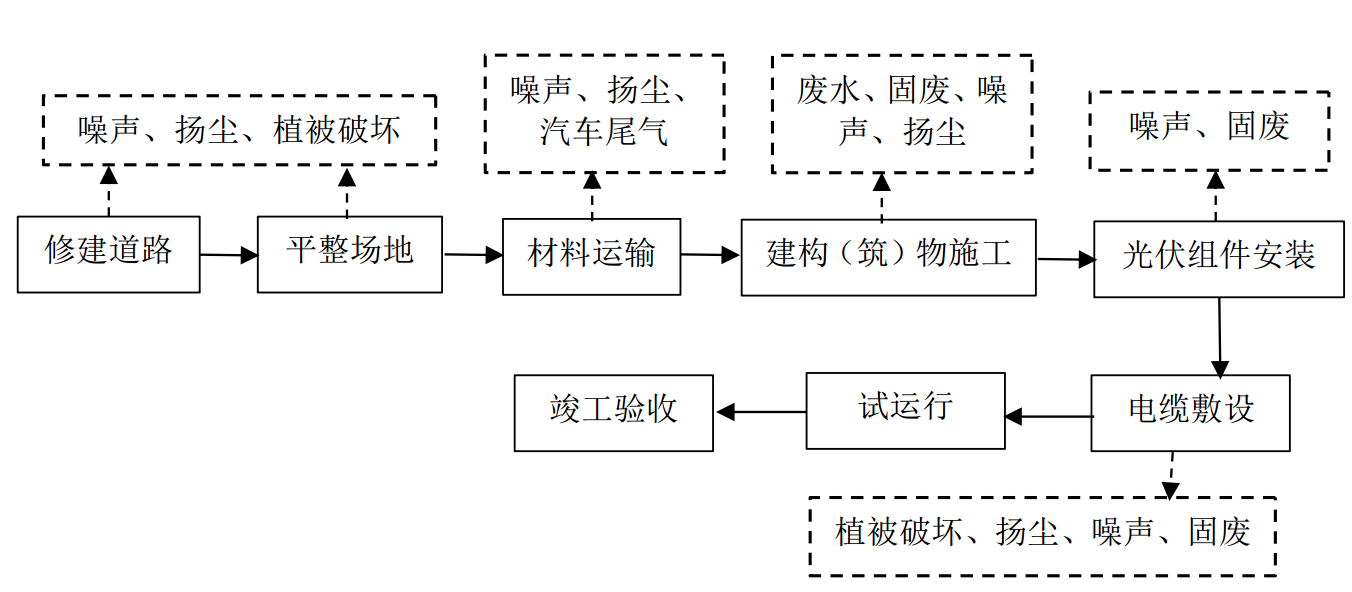 噪声、扬尘、植被破坏
噪声、扬尘、
汽车尾气
废水、固废、噪
声、扬尘
噪声、固废
修建道路
平整场地
材料运输
建构（筑）物施工
光伏组件安装
竣工验收
试运行
电缆敷设
植被破坏、扬尘、噪声、固废